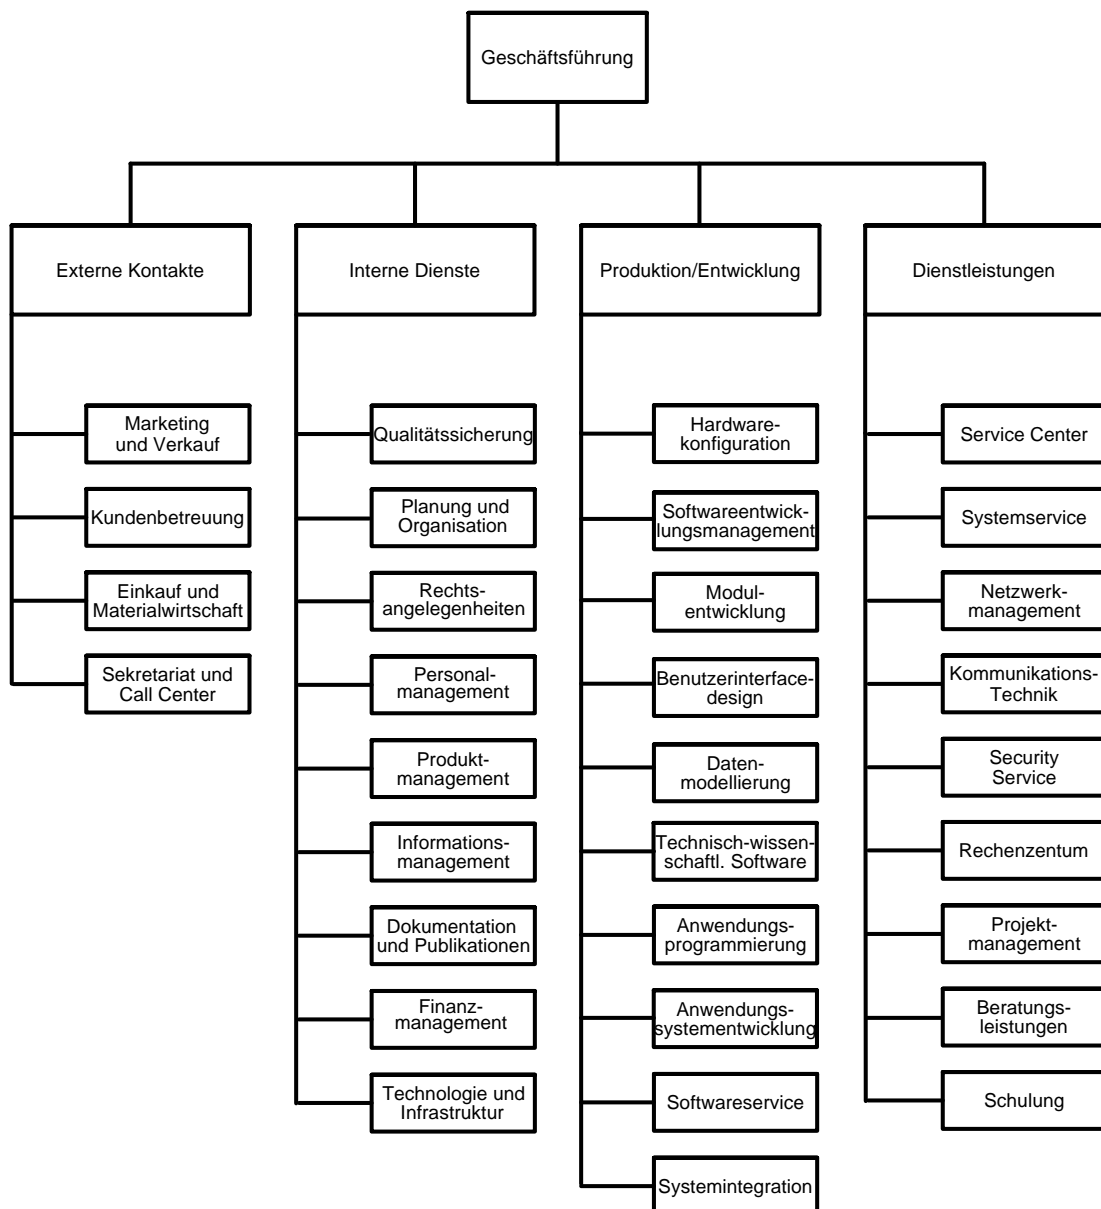 Geschäftsführung
Externe Kontakte
Interne Dienste
Produktion/Entwicklung
Dienstleistungen
Marketing
und Verkauf
Kundenbetreuung
Einkauf und
Materialwirtschaft
Sekretariat und
Call Center
Qualitätssicherung
Planung und
Organisation
Rechts-
angelegenheiten
Personal-
management
Produkt-
management
Informations-
management
Dokumentation
und Publikationen
Finanz-
management
Technologie und
Infrastruktur
Hardware-
konfiguration
Softwareentwick-
lungsmanagement
Modul-
entwicklung
Benutzerinterface-
design
Daten-
modellierung
Technisch-wissen-
schaftl. Software
Anwendungs-
programmierung
Anwendungs-
systementwicklung
Softwareservice
Systemintegration
Service Center
Systemservice
Netzwerk-
management
Kommunikations-
Technik
Security
Service
Rechenzentum
Projekt-
management
Beratungs-
leistungen
Schulung